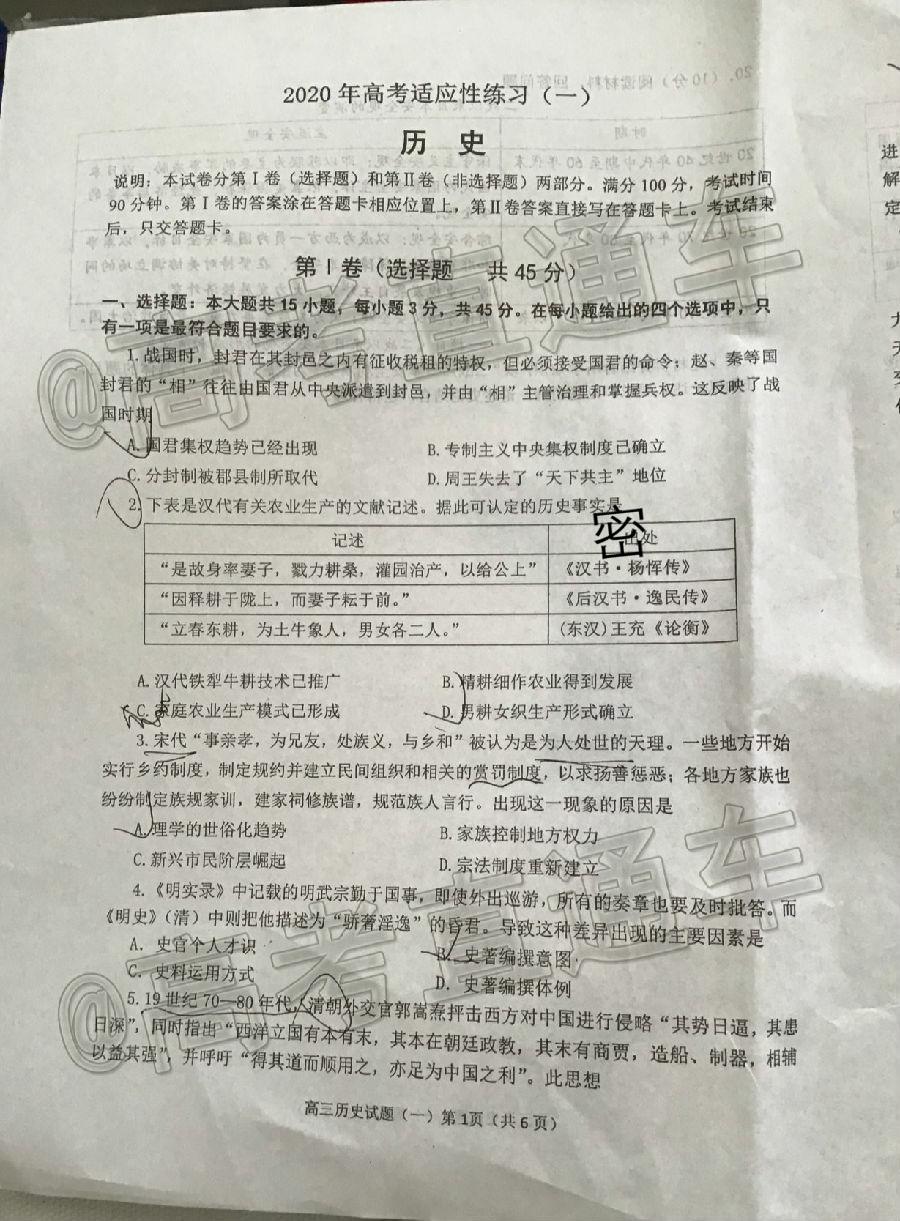 2020年高考适应性练习（一）
历 史
说明：本试卷分第Ⅰ卷（选择题）和第Ⅱ卷（非选择题）两部分。满分100分，考试时间
90分钟。第Ⅰ卷的答案涂在答题卡相应位置上，第Ⅱ卷答案直接写在答题卡上。考试结束
后，只交答题卡。
第Ⅰ卷（选择题 共45分）
一、选择题：本大题共15小题，每小题3分，共45分。在每小题给出的四个选项中，只
有一项是最符合题目要求的。
1.战国时，封君在其封邑之内有征收税租的特权，但必须接受国君的命令；赵、秦等国
封君的“相”往往由国君从中央派遣到封邑，并由“相”主管治理和掌握兵权。这反映了战
国时期
A.国君集权趋势已经出现 B.专制主义中央集权制度已确立
C.分封制被郡县制所取代 D.周王失去了“天下共主”地位
2.下表是汉代有关农业生产的文献记述。据此可认定的历史事实是
记述 出处
密
“是故身率妻子，戮力耕桑，灌园治产，以给公上” 《汉书·杨恽传》
“因释耕于陇上，而妻子耘于前。” 《后汉书·逸民传》
“立春东耕，为土牛象人，男女各二人。” （东汉）王充《论衡》
A.汉代铁犁牛耕技术已推广 B.精耕细作农业得到发展
C.家庭农业生产模式已形成 D.男耕女织生产形式确立
3.宋代“事亲孝，为兄友，处族义，与乡和”被认为是为人处世的天理。一些地方开始
实行乡约制度，制定规约并建立民间组织和相关的赏罚制度，以求扬善惩恶；各地方家族也
纷纷制定族规家训，建家祠修族谱，规范族人言行。出现这一现象的原因是
A.理学的世俗化趋势 B.家族控制地方权力
C.新兴市民阶层崛起 D.宗法制度重新建立
4.《明实录》中记载的明武宗勤于国事，即使外出巡游，所有的奏章也要及时批答。而
《明史》（清）中则把他描述为“骄奢淫逸”的昏君。导致这种差异出现的主要因素是
A．史官个人才识 B．史著编撰意图
C．史料运用方式 D．史著编撰体例
5.19世纪70—80年代，清朝外交官郭嵩焘抨击西方对中国进行侵略“其势日逼，其患
日深”，同时指出“西洋立国有本有末，其本在朝廷政教，其末有商贾，造船、制器，相辅
以益其强”，并呼吁“得其道而顺用之，亦足为中国之利”。此思想
高三历史试题（一）第1页（共6页）
@高考直通车
@高考直通车
进
解
定